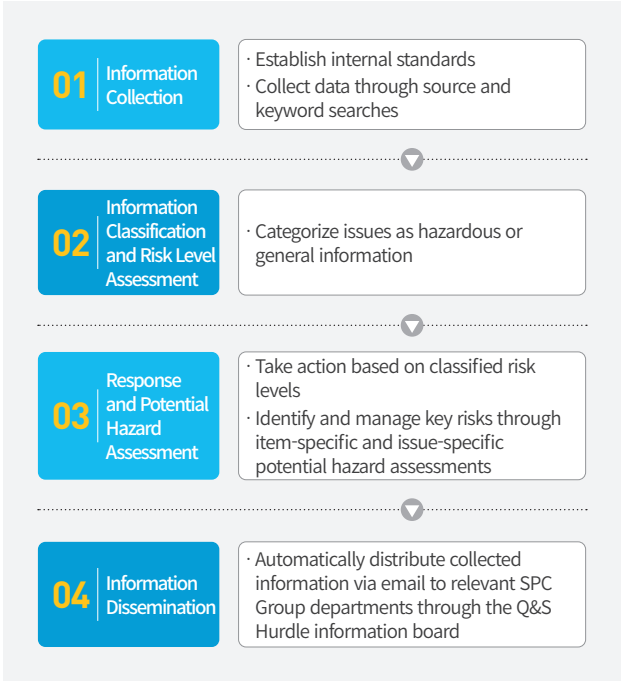 01
Information
Collection
· Establish internal standards
· Collect data through source and
keyword searches
02
Information
Classification
and Risk Level
Assessment
· Categorize issues as hazardous or
general information
03
Response
and Potential
Hazard
Assessment
· Take action based on classified risk
levels
· Identify and manage key risks through
item-specific and issue-specific
potential hazard assessments
04
Information
Dissemination
· Automatically distribute collected
information via email to relevant SPC
Group departments through the Q&S
Hurdle information board